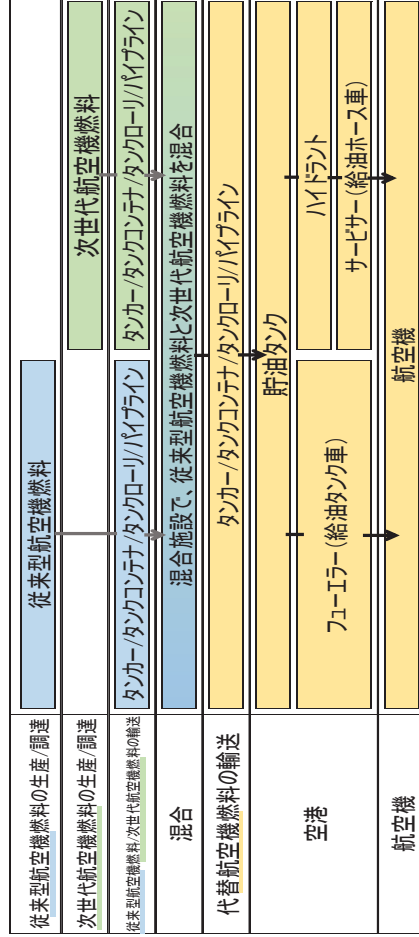 従来型航空機燃料の生産/調達
従来型航空機燃料
次世代航空機燃料の生産/調達
次世代航空機燃料
従来型航空機燃料/次世代航空機燃料の輸送
タンカー/タンクコンテナ/タンクローリ/パイプライン
タンカー/タンクコンテナ/タンクローリ/パイプライン
混合
混合施設で、従来型航空機燃料と次世代航空機燃料を混合
代替航空機燃料の輸送
タンカー/タンクコンテナ/タンクローリ/パイプライン
空港
貯油タンク
フューエラー(給油タンク車)
ハイドラント
サービサー(給油ホース車)
航空機
航空機